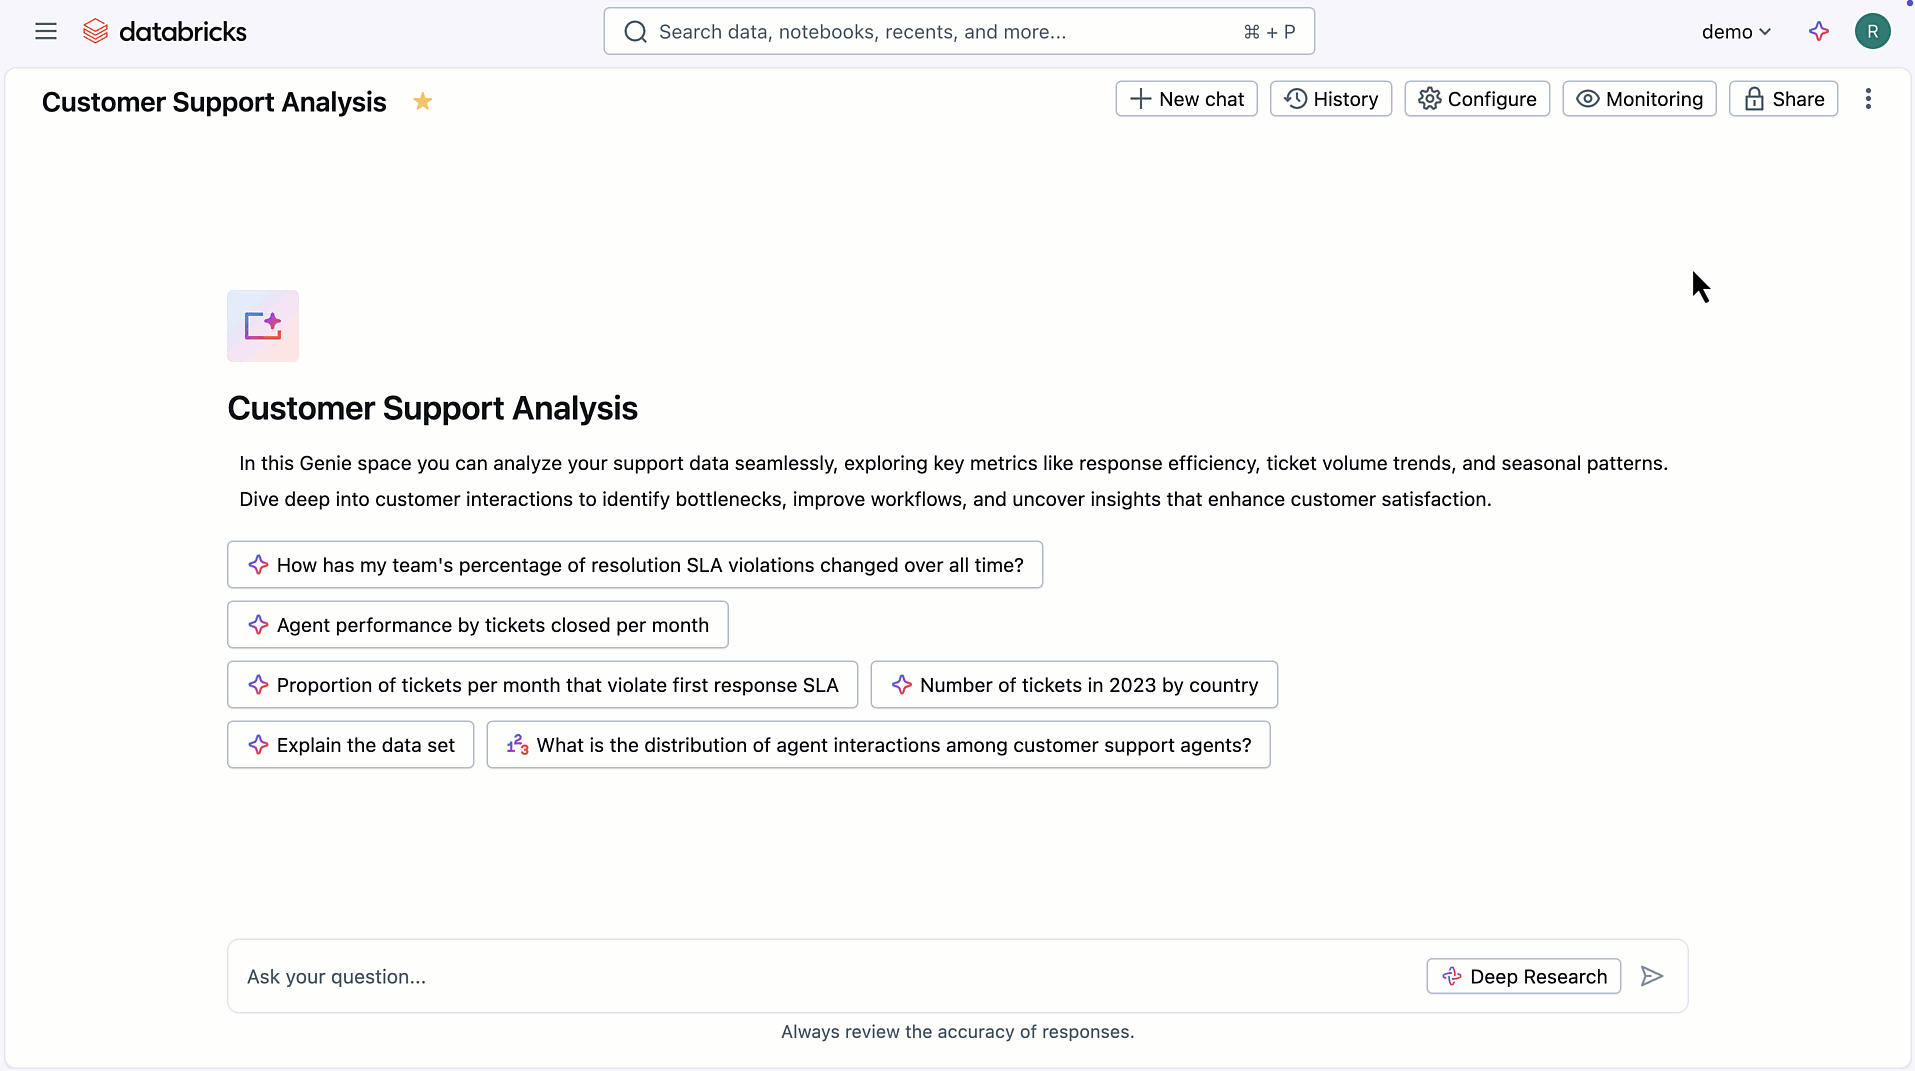 databricks
Search data, notebooks, recents, and more...
⌘ + P
demo
R
Customer Support Analysis
New chat
History
Configure
Monitoring
Share
Customer Support Analysis
In this Genie space you can analyze your support data seamlessly, exploring key metrics like response efficiency, ticket volume trends, and seasonal patterns.
Dive deep into customer interactions to identify bottlenecks, improve workflows, and uncover insights that enhance customer satisfaction.
How has my team's percentage of resolution SLA violations changed over all time?
Agent performance by tickets closed per month
Proportion of tickets per month that violate first response SLA
Number of tickets in 2023 by country
Explain the data set
123 What is the distribution of agent interactions among customer support agents?
Ask your question...
Deep Research
Always review the accuracy of responses.